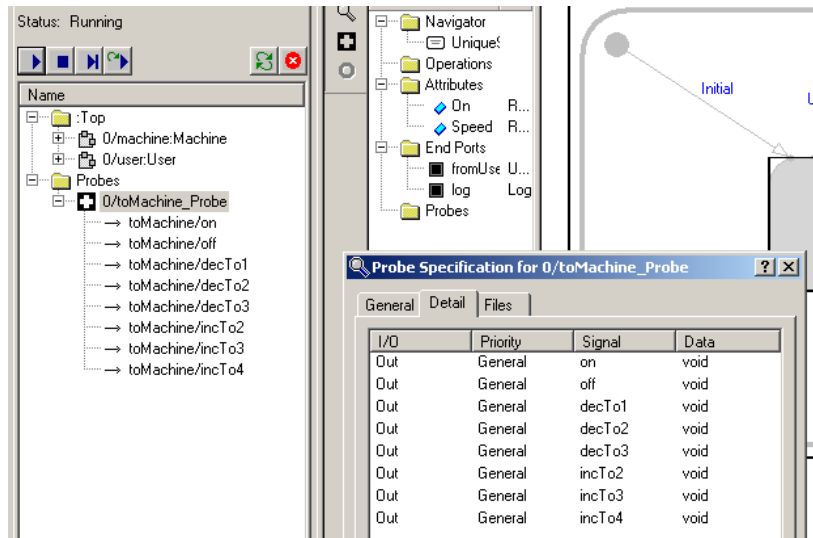 Status: Running
Name
:Top
0/machine:Machine
0/user:User
Probes
0/toMachine_Probe
toMachine/on
toMachine/off
toMachine/decTo1
toMachine/decTo2
toMachine/decTo3
toMachine/incTo2
toMachine/incTo3
toMachine/incTo4
Navigator
Unique
Operations
Attributes
On R...
Speed R...
End Ports
fromUse U...
log Log
Probes
Initial
Probe Specification for 0/toMachine_Probe
General Detail Files
I/O Priority Signal Data
Out General on void
Out General off void
Out General decTo1 void
Out General decTo2 void
Out General decTo3 void
Out General incTo2 void
Out General incTo3 void
Out General incTo4 void